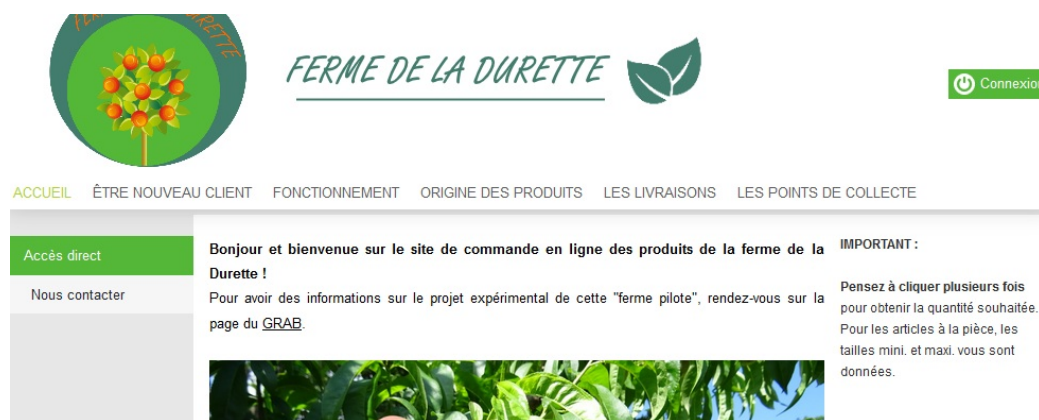 FERME DURETTE
FERME DE LA DURETTE
Connexion
ACCUEIL ÊTRE NOUVEAU CLIENT FONCTIONNEMENT ORIGINE DES PRODUITS LES LIVRAISONS LES POINTS DE COLLECTE
Accès direct
Nous contacter
Bonjour et bienvenue sur le site de commande en ligne des produits de la ferme de la
Durette !
Pour avoir des informations sur le projet expérimental de cette "ferme pilote", rendez-vous sur la
page du GRAB.
IMPORTANT :
Pensez à cliquer plusieurs fois
pour obtenir la quantité souhaitée.
Pour les articles à la pièce, les
tailles mini. et maxi. vous sont
données.